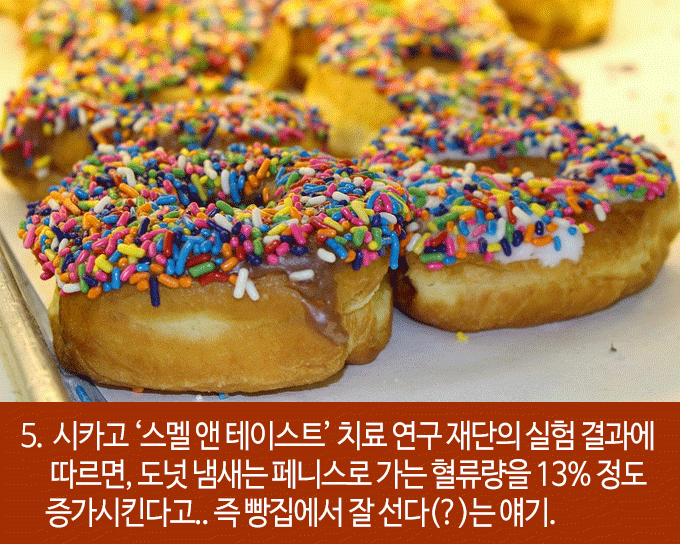 5. 시카고 ‘스멜 앤 테이스트’ 치료 연구 재단의 실험 결과에
따르면, 도넛 냄새는 페니스로 가는 혈류량을 13% 정도
증가시킨다고.. 즉 빵집에서 잘 선다(?)는 얘기.